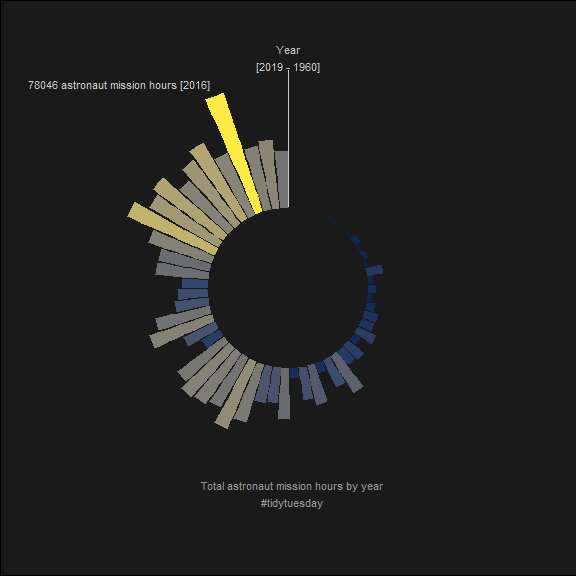 Year
[2019 - 1960]
78046 astronaut mission hours [2016]
Total astronaut mission hours by year
#tidytuesday